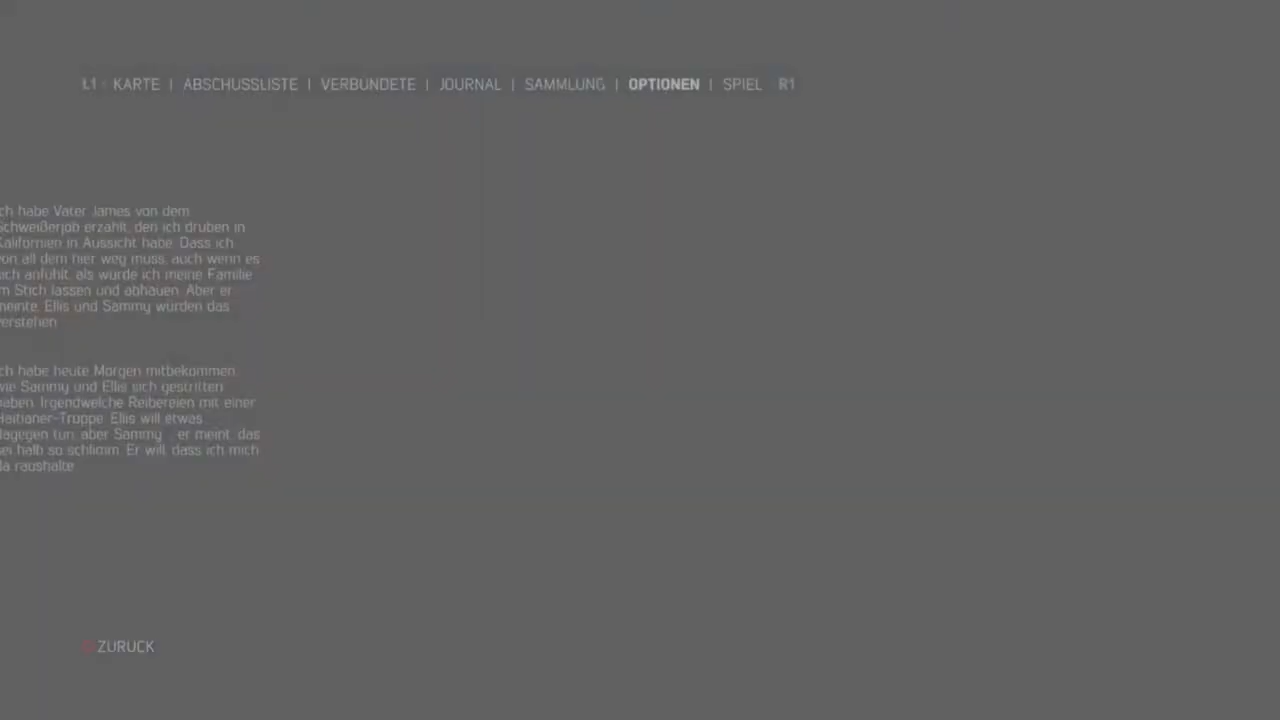 L1 KARTE | ABSCHUSSLISTE | VERBUNDETE | JOURNAL | SAMMLUNG | OPTIONEN | SPIEL R1
ch habe Vater James von dem
Schweißerjob erzählt, den ich drüben in
Kalifornien in Aussicht habe. Dass ich
von all dem hier weg muss, auch wenn es
sich anfühlt, als würde ich meine Familie
m Stich lassen und abhauen. Aber er
meinte, Ellis und Sammy würden das
verstehen
ch habe heute Morgen mitbekommen,
wie Sammy und Ellis sich gestritten
haben. Irgendwelche Reibereien mit einer
Haitianer-Truppe. Ellis will etwas
dagegen tun, aber Sammy... er meint, das
sei halb so schlimm. Er will, dass ich mich
da raushalte
ZURUCK